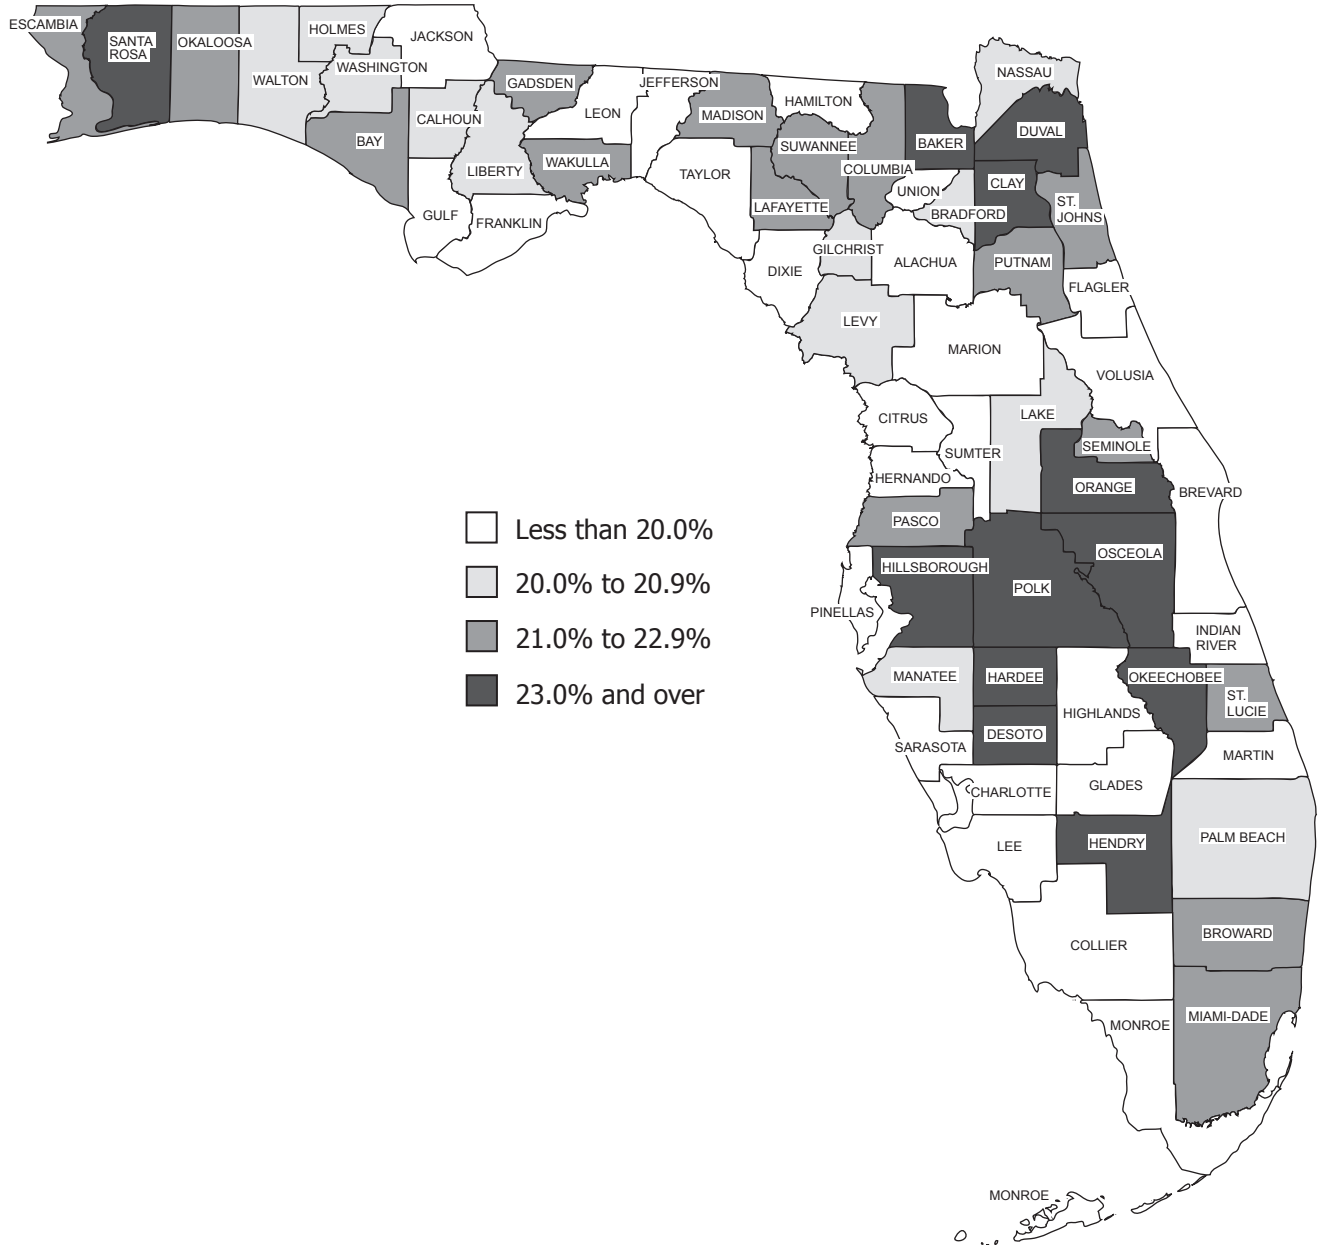 ESCAMBIA
SANTA
ROSA
OKALOOSA
HOLMES
JACKSON
WALTON
WASHINGTON
BAY
CALHOUN
GADSDEN
LEON
JEFFERSON
MADISON
HAMILTON
NASSAU
DUVAL
BAKER
SUWANNEE
COLUMBIA
LIBERTY
WAKULLA
TAYLOR
UNION
CLAY
ST.
JOHNS
LAFAYETTE
BRADFORD
GULF
FRANKLIN
GILCHRIST
DIXIE
ALACHUA
PUTNAM
FLAGLER
LEVY
MARION
VOLUSIA
CITRUS
LAKE
SUMTER
SEMINOLE
HERNANDO
ORANGE
BREVARD
PASCO
OSCEOLA
HILLSBOROUGH
POLK
PINELLAS
INDIAN
RIVER
Less than 20.0%
20.0% to 20.9%
21.0% to 22.9%
23.0% and over
MANATEE
HARDEE
OKEECHOBEE
ST.
LUCIE
HIGHLANDS
DESOTO
SARASOTA
MARTIN
CHARLOTTE
GLADES
LEE
HENDRY
PALM BEACH
COLLIER
BROWARD
MIAMI-DADE
MONROE
MONROE